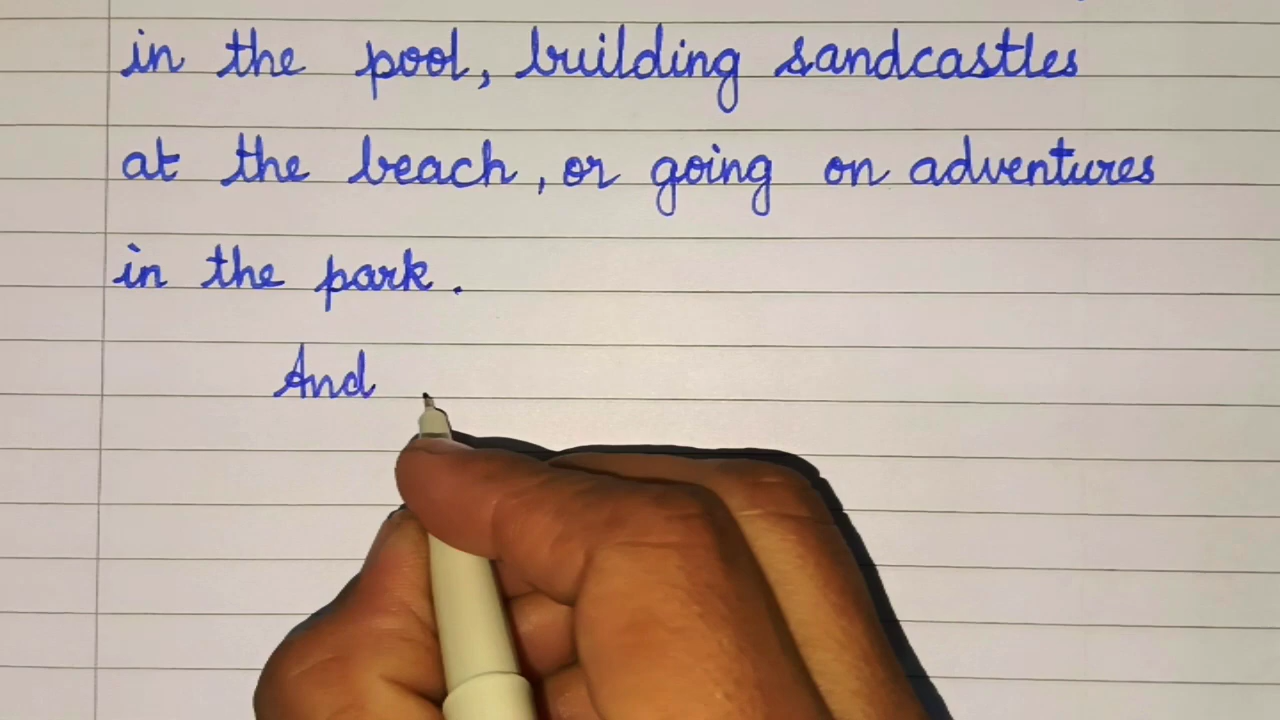 in the pool, building sandcastles
at the beach, or going on adventures
in the park.
And